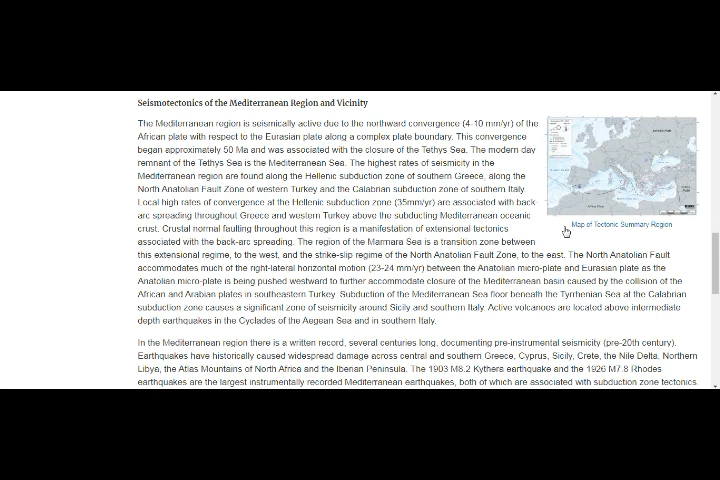 Seismotectonics of the Mediterranean Region and Vicinity
The Mediterranean region is seismically active due to the northward convergence (4-10 mm/yr) of the
African plate with respect to the Eurasian plate along a complex plate boundary. This convergence
began approximately 50 Ma and was associated with the closure of the Tethys Sea. The modern day
remnant of the Tethys Sea is the Mediterranean Sea. The highest rates of seismicity in the
Mediterranean region are found along the Hellenic subduction zone of southern Greece, along the
North Anatolian Fault Zone of western Turkey and the Calabrian subduction zone of southern Italy.
Local high rates of convergence at the Hellenic subduction zone (35mm/yr) are associated with back-
arc spreading throughout Greece and western Turkey above the subducting Mediterranean oceanic
crust. Crustal normal faulting throughout this region is a manifestation of extensional tectonics
associated with the back-arc spreading. The region of the Marmara Sea is a transition zone between
this extensional regime, to the west, and the strike-slip regime of the North Anatolian Fault Zone, to the east. The North Anatolian Fault
accommodates much of the right-lateral horizontal motion (23-24 mm/yr) between the Anatolian micro-plate and Eurasian plate as the
Anatolian micro-plate is being pushed westward to further accommodate closure of the Mediterranean basin caused by the collision of the
African and Arabian plates in southeastern Turkey. Subduction of the Mediterranean Sea floor beneath the Tyrrhenian Sea at the Calabrian
subduction zone causes a significant zone of seismicity around Sicily and southern Italy. Active volcanoes are located above intermediate
depth earthquakes in the Cyclades of the Aegean Sea and in southern Italy.
Map of Tectonic Summary Region
In the Mediterranean region there is a written record, several centuries long, documenting pre-instrumental seismicity (pre-20th century).
Earthquakes have historically caused widespread damage across central and southern Greece, Cyprus, Sicily, Crete, the Nile Delta, Northern
Libya, the Atlas Mountains of North Africa and the Iberian Peninsula. The 1903 M8.2 Kythera earthquake and the 1926 M7.8 Rhodes
earthquakes are the largest instrumentally recorded Mediterranean earthquakes, both of which are associated with subduction zone tectonics.